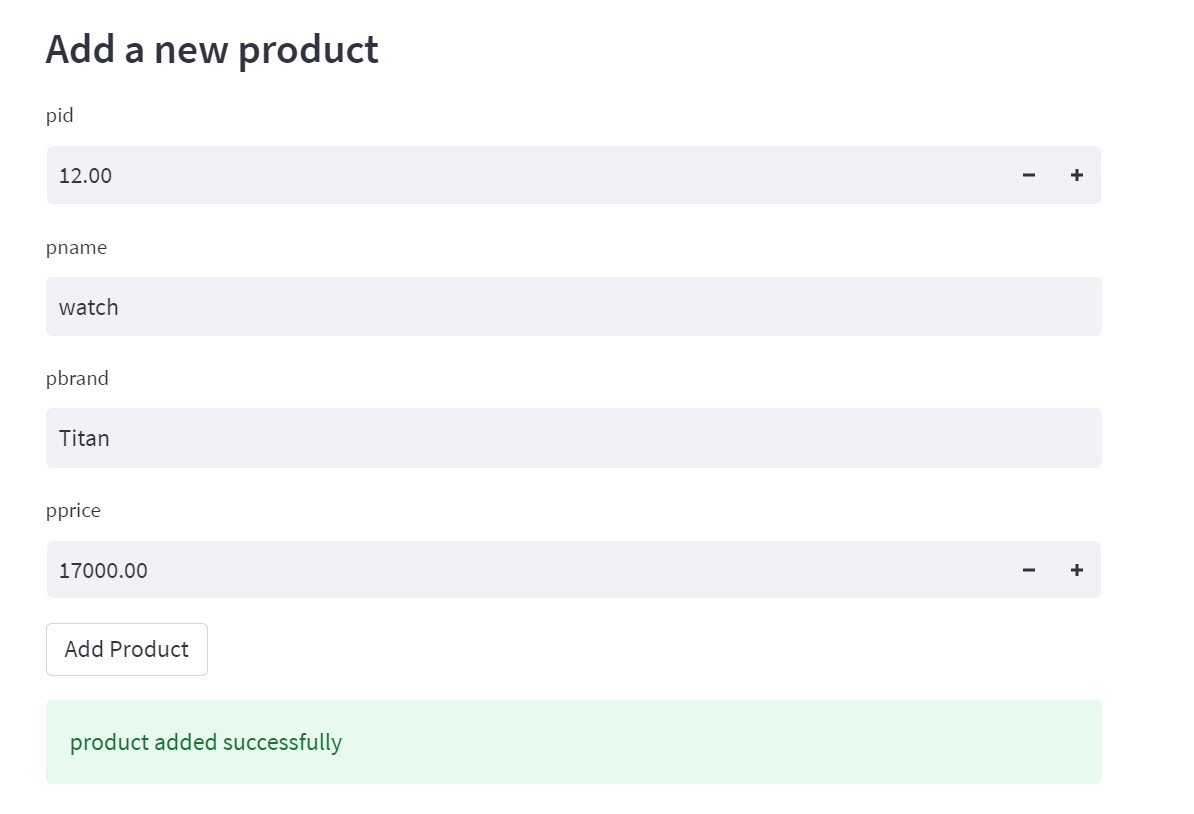 Add a new product
pid
12.00
pname
watch
pbrand
Titan
pprice
17000.00
Add Product
product added successfully